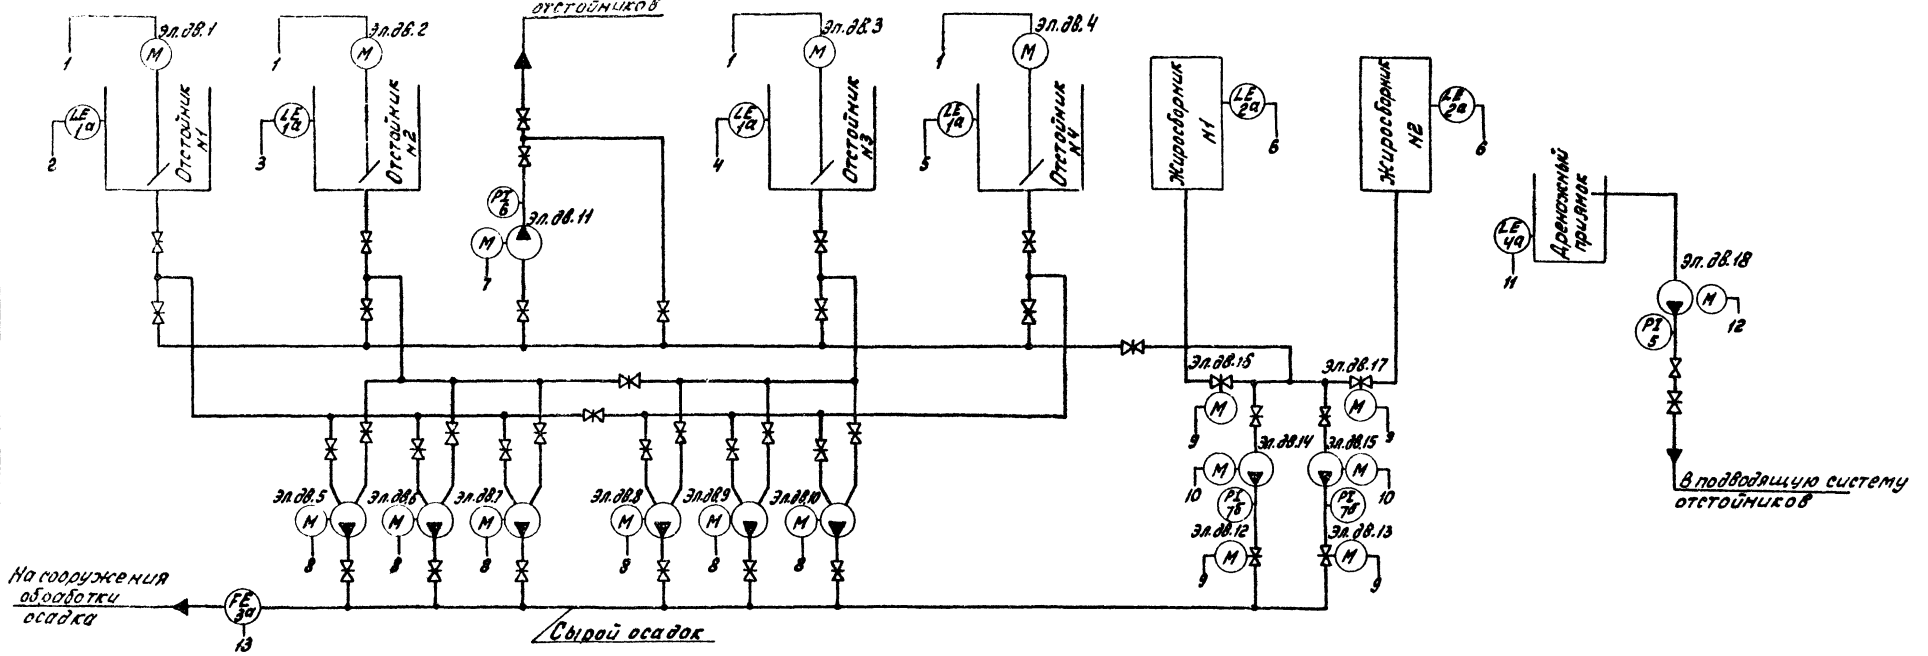 отстойников
Эл.дв.1
Эл.дв.2
Эл.дв.3
Эл.дв.4
М
М
М
М
1
1
1
1
LE
1а
LE
1а
LE
1а
LE
1а
LE
2а
LE
2а
2
3
4
5
6
6
Отстойник
N1
Отстойник
N2
Отстойник
N3
Отстойник
N4
Жиросборник
N1
Жиросборник
N2
PI
6
Эл.дв.11
М
7
LE
4а
11
Дренажный
приямок
Эл.дв.18
М
12
PI
5
Эл.дв.16
Эл.дв.17
М
М
9
9
Эл.дв.14
Эл.дв.15
М
М
10
10
PI
7б
PI
7б
Эл.дв.12
Эл.дв.13
М
М
9
9
В подводящую систему
отстойников
Эл.дв.5
Эл.дв.6
Эл.дв.7
Эл.дв.8
Эл.дв.9
Эл.дв.10
М
М
М
М
М
М
8
8
8
8
8
8
На сооружения
обработки
осадка
FE
3а
13
Сырой осадок